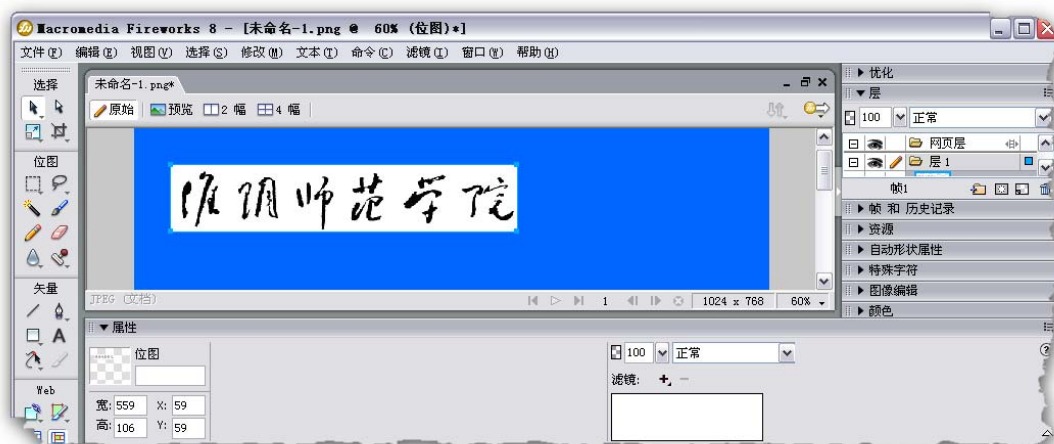 Macromedia Fireworks 8 - [未命名-1.png @ 60% (位图)*]
文件(F) 编辑(E) 视图(V) 选择(S) 修改(M) 文本(T) 命令(C) 滤镜(I) 窗口(W) 帮助(H)
选择
位图
矢量
Web
未命名-1.png*
原始 预览 2 幅 4 幅
淮阴师范学院
JPEG (文档)
1 1024 x 768 60%
属性
位图
宽: 559 X: 59
高: 106 Y: 59
100 正常
滤镜:
优化
层
100 正常
网页层
层 1
帧1
帧 和 历史记录
资源
自动形状属性
特殊字符
图像编辑
颜色